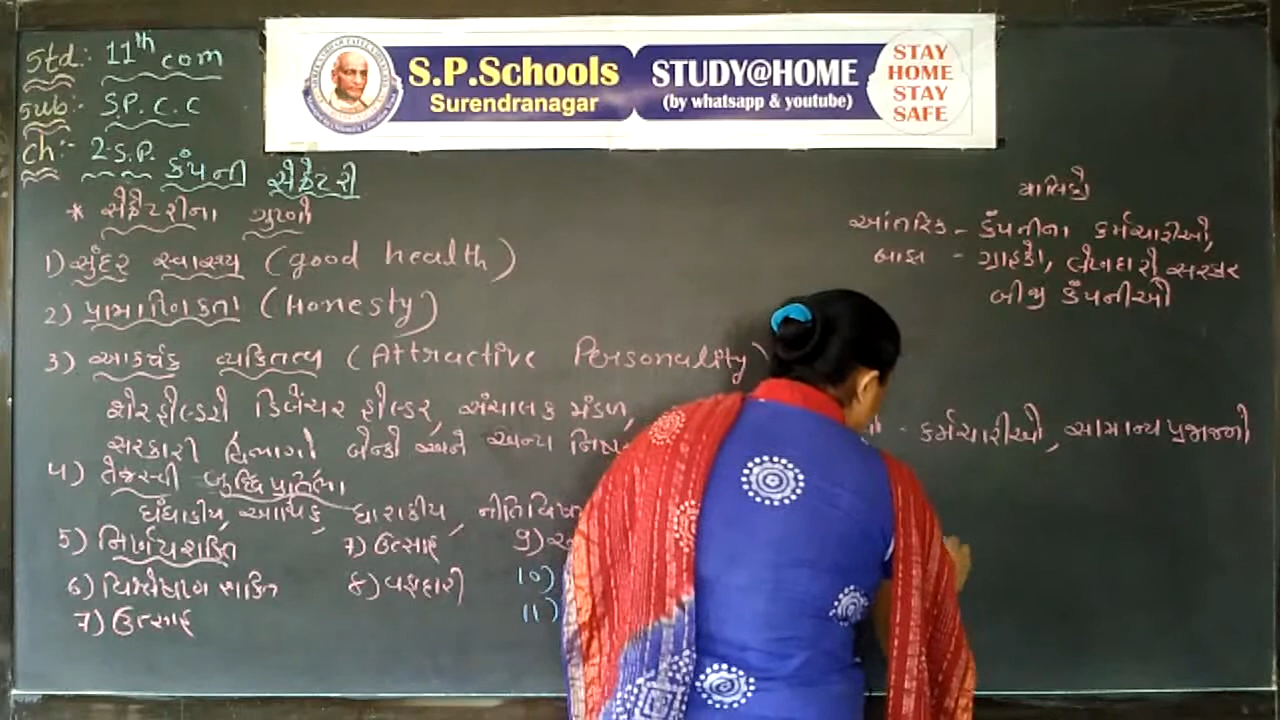 Std:- 11th com
Sub:- S.P.C.C
Ch:- 2 S.P. કંપની સેક્રેટરી
S.P.Schools
Surendranagar
STUDY@HOME
(by whatsapp & youtube)
STAY
HOME
STAY
SAFE
* સેક્રેટરીના ગુણો
1) સુંદર સ્વાસ્થ્ય (good health)
2) પ્રામાણિકતા (Honesty)
3) આકર્ષક વ્યકિતત્વ (Attractive Personality)
શેરહોલ્ડરો ડિબેંચર હોલ્ડર, સંચાલક મંડળ,
સરકારી વિભાગો બેન્કો અને અન્ય
4) તેજસ્વી બુદ્ધિ પ્રતિભા
ધંધાકીય, આર્થિક, ધારાકીય,
5) નિર્ણયશકિત
6) વિશ્લેષણ શકિત
7) ઉત્સાહ
7) ઉત્સાહ
8) વફાદારી
9)
10)
11)
માલિકો
આંતરિક - કંપનીના કર્મચારીઓ,
બાહ્ય - ગ્રાહકો, લેણદારો સરકાર
બીજી કંપનીઓ
- કર્મચારીઓ, સામાન્ય પ્રજાજનો